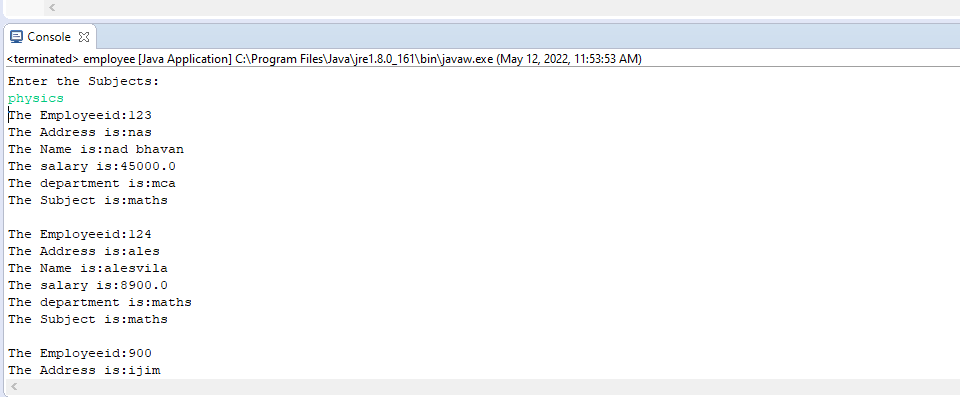 Console
<terminated> employee [Java Application] C:\Program Files\Java\jre1.8.0_161\bin\javaw.exe (May 12, 2022, 11:53:53 AM)
Enter the Subjects:
physics
The Employeeid:123
The Address is:nas
The Name is:nad bhavan
The salary is:45000.0
The department is:mca
The Subject is:maths
The Employeeid:124
The Address is:ales
The Name is:alesvila
The salary is:8900.0
The department is:maths
The Subject is:maths
The Employeeid:900
The Address is:ijim